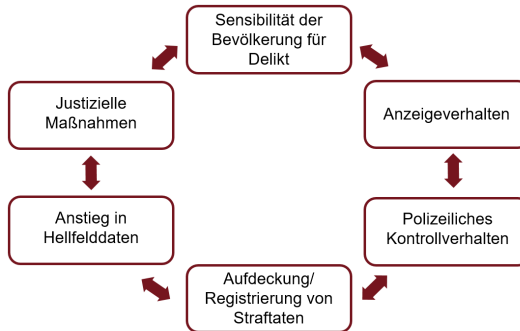 Sensibilität der
Bevölkerung für
Delikt
Justizielle
Maßnahmen
Anzeigeverhalten
Anstieg in
Hellfelddaten
Polizeiliches
Kontrollverhalten
Aufdeckung/
Registrierung von
Straftaten